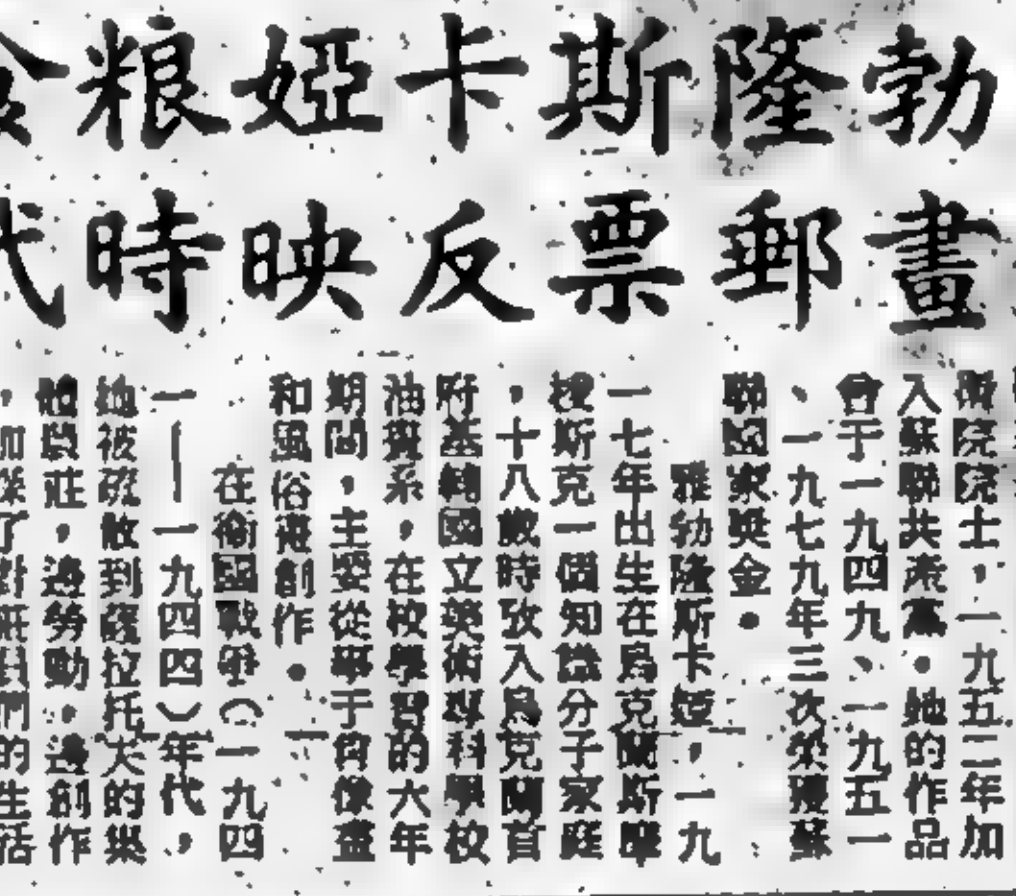 勃隆斯卡婭粮食
畫郵票反映時代
院院士，一九五三年加
入蘇聯共產黨。她的作品
曾于一九四九、一九五一
、一九七九年三次榮獲蘇
聯國家獎金。
雅勃隆斯卡婭，一九
一七年出生在烏克蘭斯摩
棱斯克一個知識分子家庭
，十八歲時攷入烏克蘭首
府基輔國立美術專科學校
油畫系，在校學習的六年
期間，主要從事于肖像畫
和風俗畫創作。
在衛國戰爭（一九四
一——一九四四）年代，
她被疏散到薩拉托夫的集
體農莊，邊勞動，邊創作
了對莊員們的生活